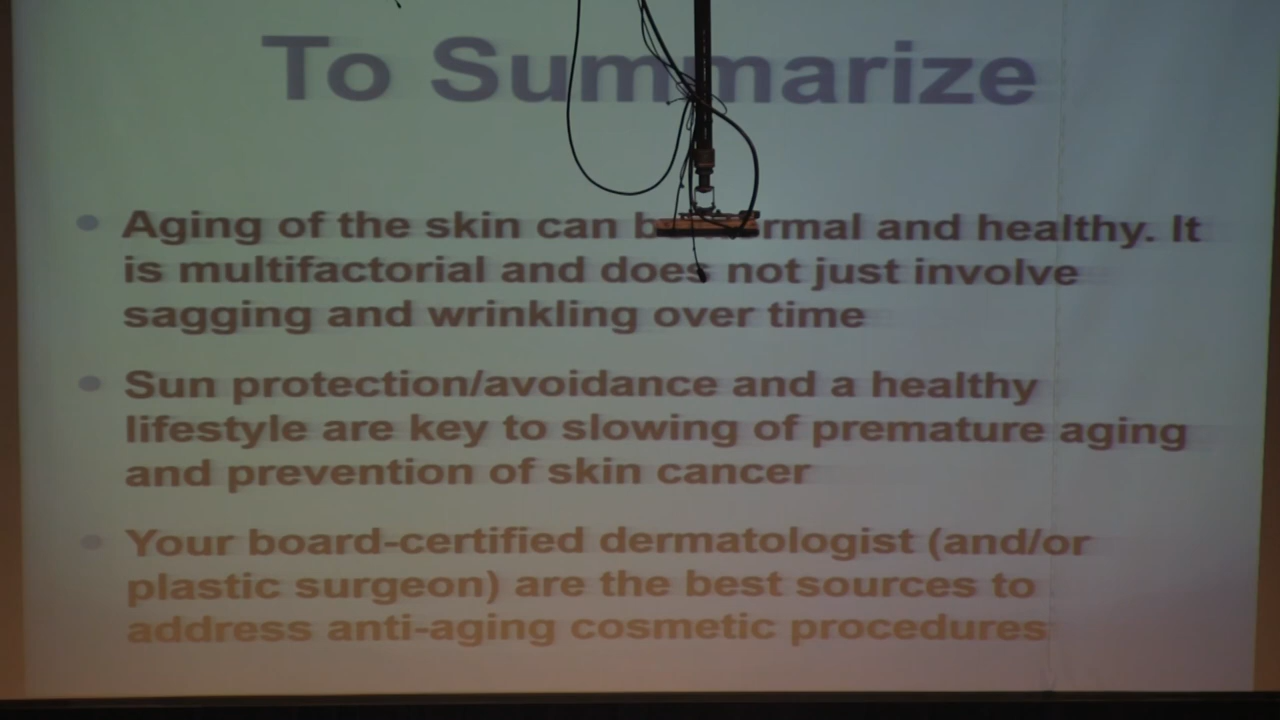 To Summarize
• Aging of the skin can be normal and healthy. It
is multifactorial and does not just involve
sagging and wrinkling over time
• Sun protection/avoidance and a healthy
lifestyle are key to slowing of premature aging
and prevention of skin cancer
• Your board-certified dermatologist (and/or
plastic surgeon) are the best sources to
address anti-aging cosmetic procedures